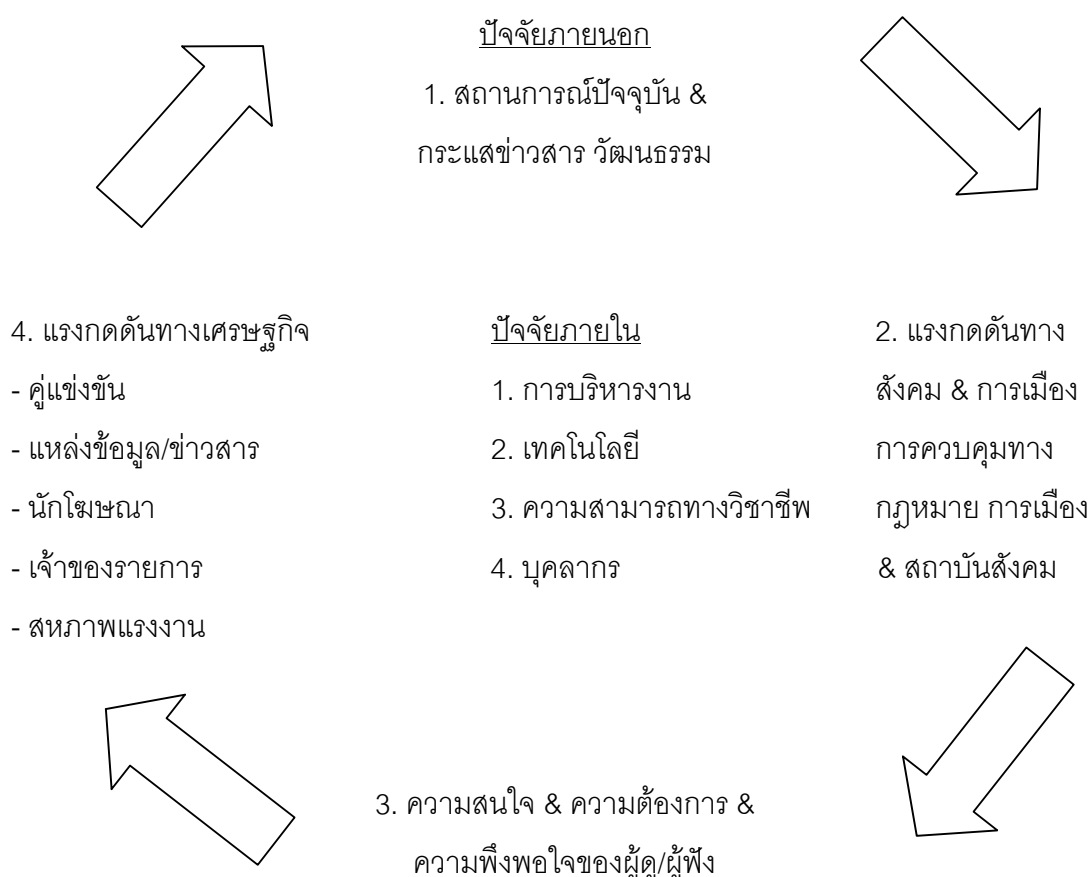 ปัจจัยภายนอก
1. สถานการณ์ปัจจุบัน &
กระแสข่าวสาร วัฒนธรรม
4. แรงกดดันทางเศรษฐกิจ
- คู่แข่งขัน
- แหล่งข้อมูล/ข่าวสาร
- นักโฆษณา
- เจ้าของรายการ
- สหภาพแรงงาน
ปัจจัยภายใน
1. การบริหารงาน
2. เทคโนโลยี
3. ความสามารถทางวิชาชีพ
4. บุคลากร
2. แรงกดดันทาง
สังคม & การเมือง
การควบคุมทาง
กฎหมาย การเมือง
& สถาบันสังคม
3. ความสนใจ & ความต้องการ &
ความพึงพอใจของผู้ดู/ผู้ฟัง